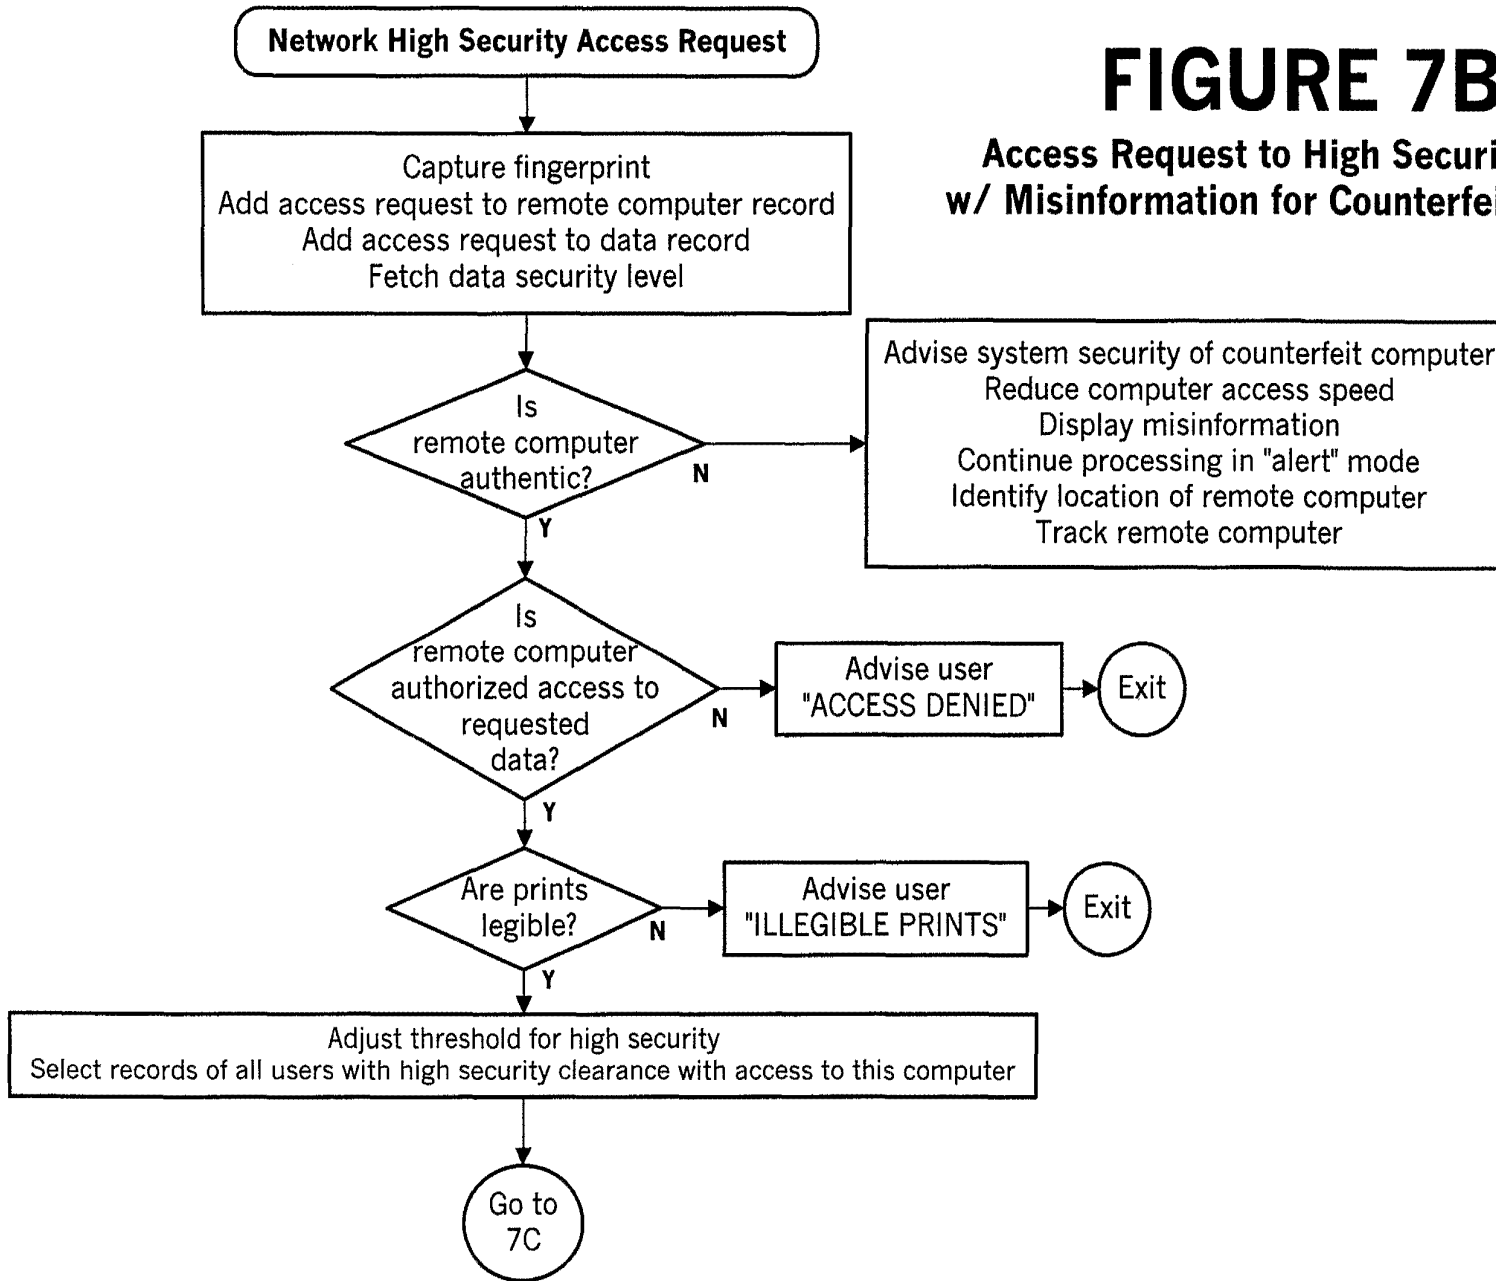 Network High Security Access Request
FIGURE 7B
Access Request to High Securi
w/ Misinformation for Counterfei
Capture fingerprint
Add access request to remote computer record
Add access request to data record
Fetch data security level
Is
remote computer
authentic?
N
Y
Advise system security of counterfeit computer
Reduce computer access speed
Display misinformation
Continue processing in "alert" mode
Identify location of remote computer
Track remote computer
Is
remote computer
authorized access to
requested
data?
N
Y
Advise user
"ACCESS DENIED"
Exit
Are prints
legible?
N
Y
Advise user
"ILLEGIBLE PRINTS"
Exit
Adjust threshold for high security
Select records of all users with high security clearance with access to this computer
Go to
7C